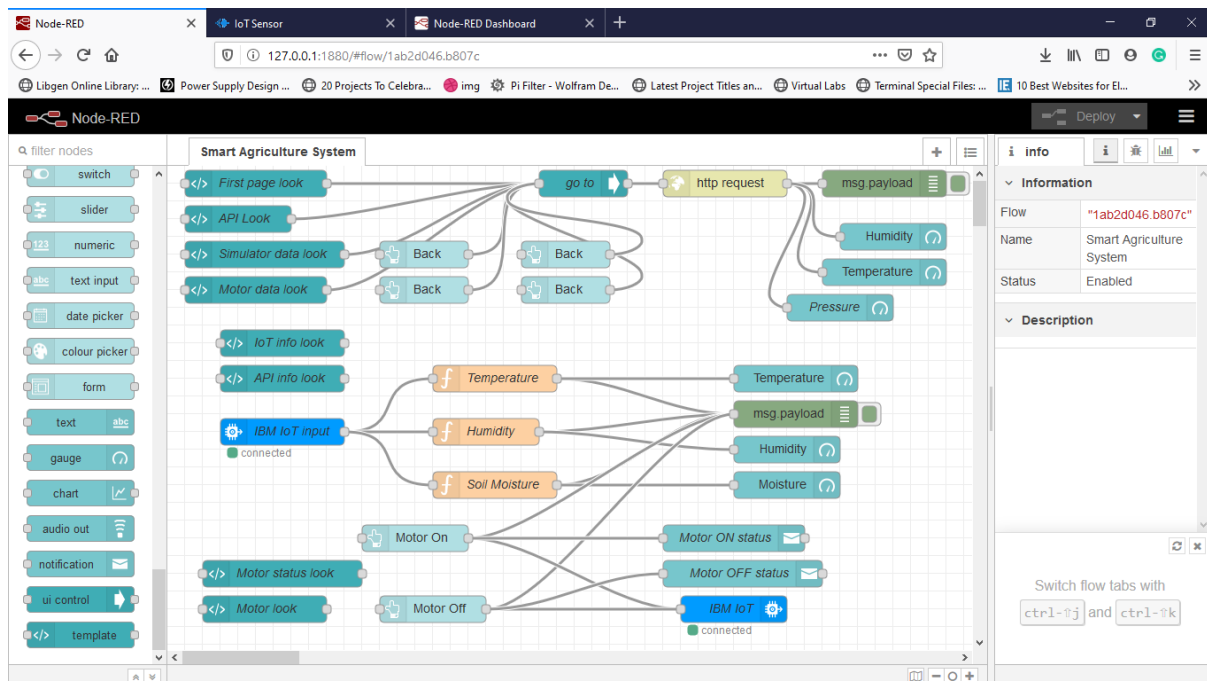 Node-RED
IoT Sensor
Node-RED Dashboard
127.0.0.1:1880/#flow/1ab2d046.b807c
Libgen Online Library: ... Power Supply Design ... 20 Projects To Celebra... img Pi Filter - Wolfram De... Latest Project Titles an... Virtual Labs Terminal Special Files: ... 10 Best Websites for El...
Node-RED
Deploy
filter nodes
switch
slider
123 numeric
abc text input
date picker
colour picker
form
text abc
gauge
chart
audio out
notification
ui control
</> template
Smart Agriculture System
</> First page look
go to
http request
msg.payload
</> API Look
Humidity
</> Simulator data look
Back
Back
Temperature
</> Motor data look
Back
Back
Pressure
</> IoT info look
</> API info look
f Temperature
Temperature
msg.payload
IBM IoT input
connected
f Humidity
Humidity
f Soil Moisture
Moisture
Motor On
Motor ON status
</> Motor status look
Motor OFF status
</> Motor look
Motor Off
IBM IoT
connected
i info
i
Information
Flow "1ab2d046.b807c"
Name Smart Agriculture
System
Status Enabled
Description
Switch flow tabs with
ctrl-⇧j and ctrl-⇧k